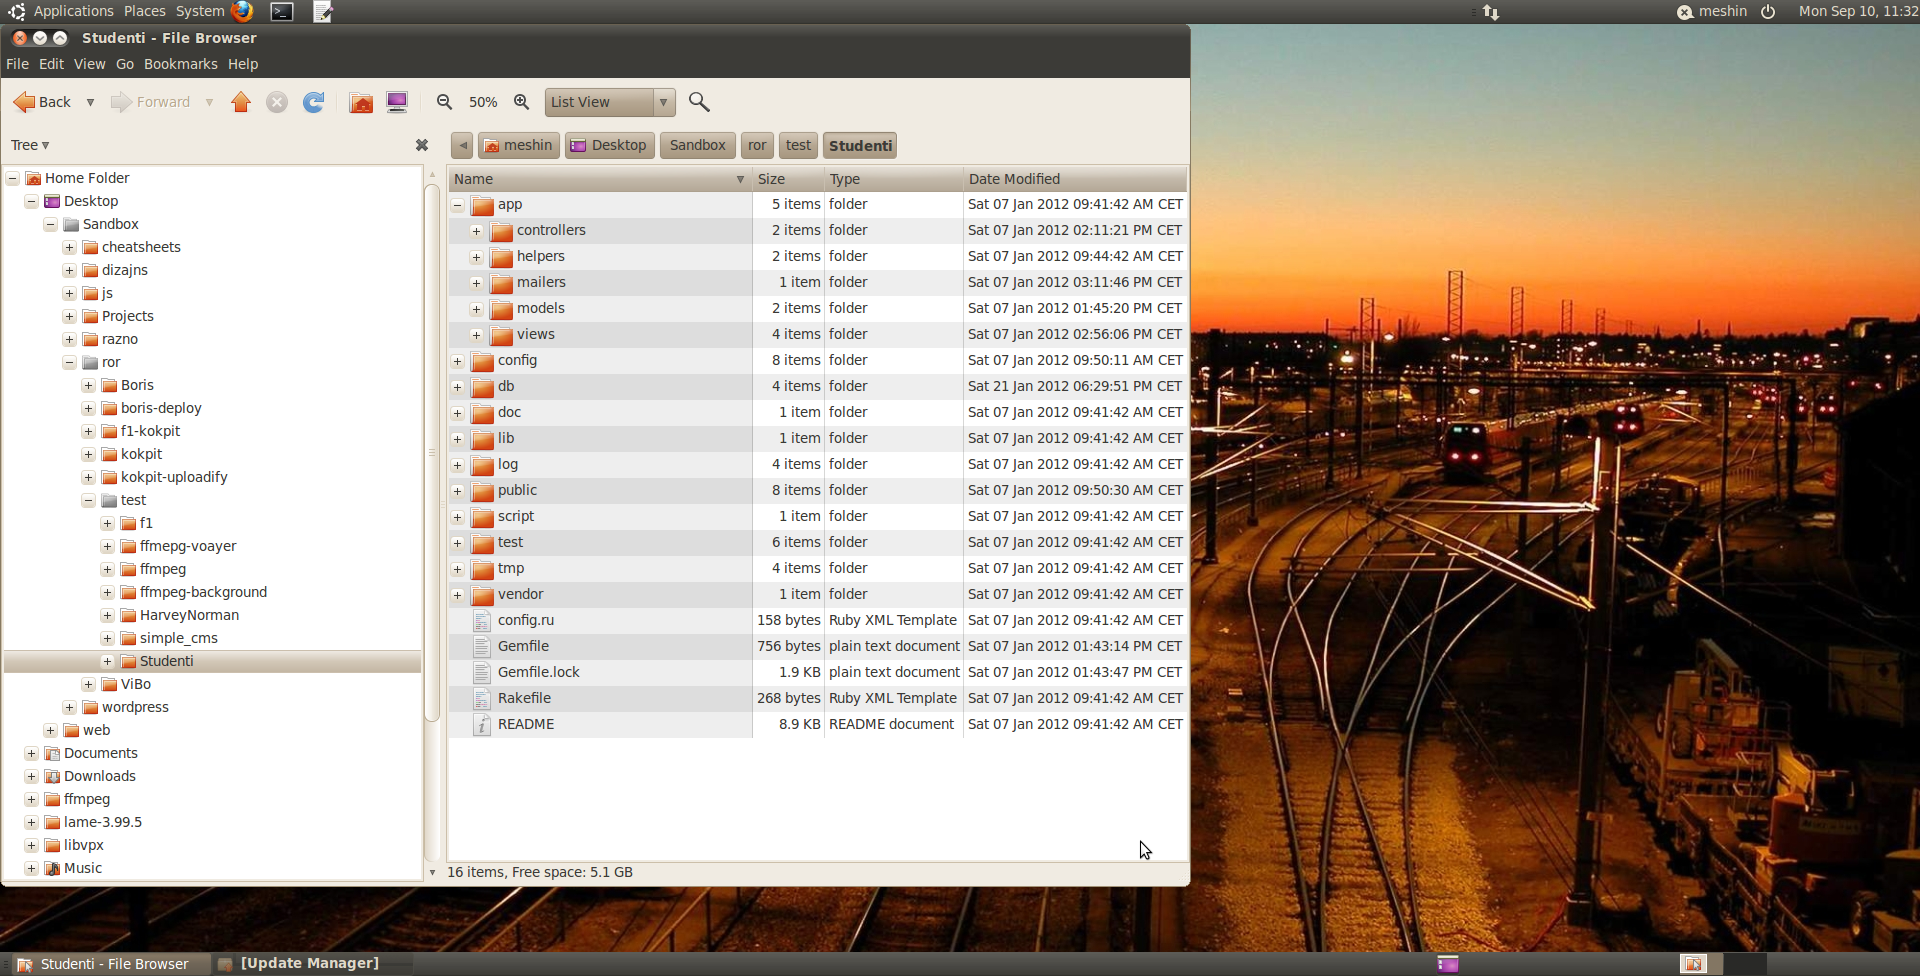 Applications Places System
meshin
Mon Sep 10, 11:32
Studenti - File Browser
File Edit View Go Bookmarks Help
Back Forward 50% List View
Tree
meshin Desktop Sandbox ror test Studenti
Home Folder
Desktop
Sandbox
cheatsheets
dizajns
js
Projects
razno
ror
Boris
boris-deploy
f1-kokpit
kokpit
kokpit-uploadify
test
f1
ffmepg-voayer
ffmpeg
ffmpeg-background
HarveyNorman
simple_cms
Studenti
ViBo
wordpress
web
Documents
Downloads
ffmpeg
lame-3.99.5
libvpx
Music
Name Size Type Date Modified
app 5 items folder Sat 07 Jan 2012 09:41:42 AM CET
controllers 2 items folder Sat 07 Jan 2012 02:11:21 PM CET
helpers 2 items folder Sat 07 Jan 2012 09:44:42 AM CET
mailers 1 item folder Sat 07 Jan 2012 03:11:46 PM CET
models 2 items folder Sat 07 Jan 2012 01:45:20 PM CET
views 4 items folder Sat 07 Jan 2012 02:56:06 PM CET
config 8 items folder Sat 07 Jan 2012 09:50:11 AM CET
db 4 items folder Sat 21 Jan 2012 06:29:51 PM CET
doc 1 item folder Sat 07 Jan 2012 09:41:42 AM CET
lib 1 item folder Sat 07 Jan 2012 09:41:42 AM CET
log 4 items folder Sat 07 Jan 2012 09:41:42 AM CET
public 8 items folder Sat 07 Jan 2012 09:50:30 AM CET
script 1 item folder Sat 07 Jan 2012 09:41:42 AM CET
test 6 items folder Sat 07 Jan 2012 09:41:42 AM CET
tmp 4 items folder Sat 07 Jan 2012 09:41:42 AM CET
vendor 1 item folder Sat 07 Jan 2012 09:41:42 AM CET
config.ru 158 bytes Ruby XML Template Sat 07 Jan 2012 09:41:42 AM CET
Gemfile 756 bytes plain text document Sat 07 Jan 2012 01:43:14 PM CET
Gemfile.lock 1.9 KB plain text document Sat 07 Jan 2012 01:43:47 PM CET
Rakefile 268 bytes Ruby XML Template Sat 07 Jan 2012 09:41:42 AM CET
README 8.9 KB README document Sat 07 Jan 2012 09:41:42 AM CET
16 items, Free space: 5.1 GB
Studenti - File Browser
[Update Manager]